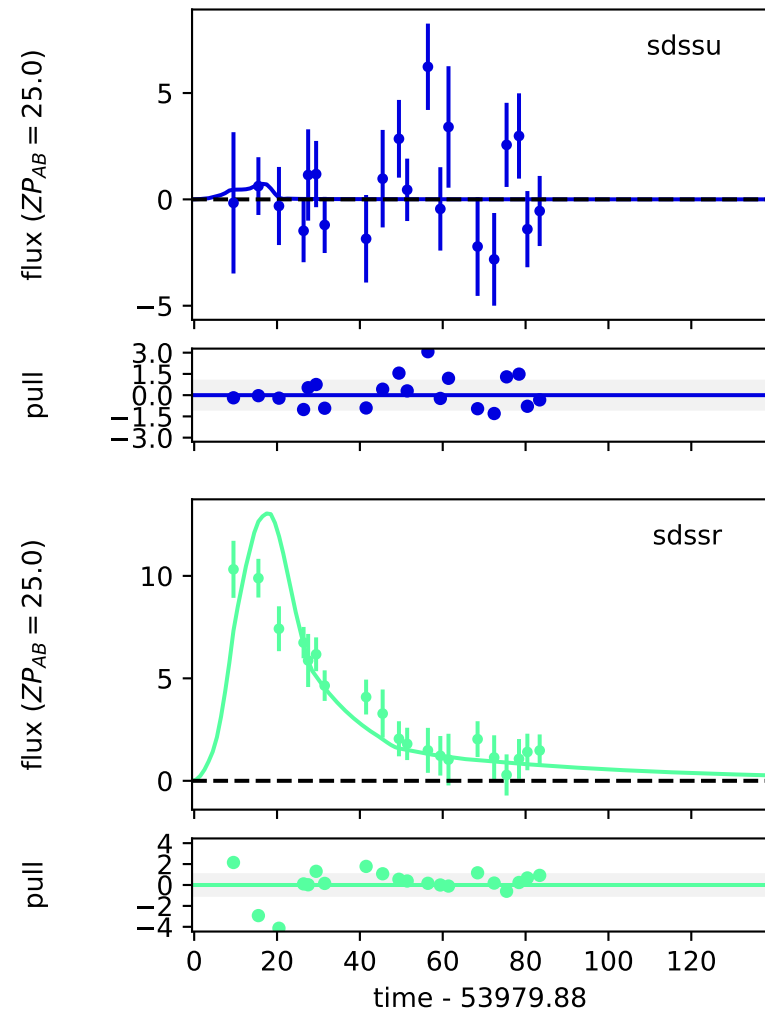 sdssu
flux (ZP_AB = 25.0)
5
0
−5
pull
3.0
1.5
0.0
−1.5
−3.0
sdssr
flux (ZP_AB = 25.0)
10
5
0
pull
4
2
0
−2
−4
0 20 40 60 80 100 120
time - 53979.88